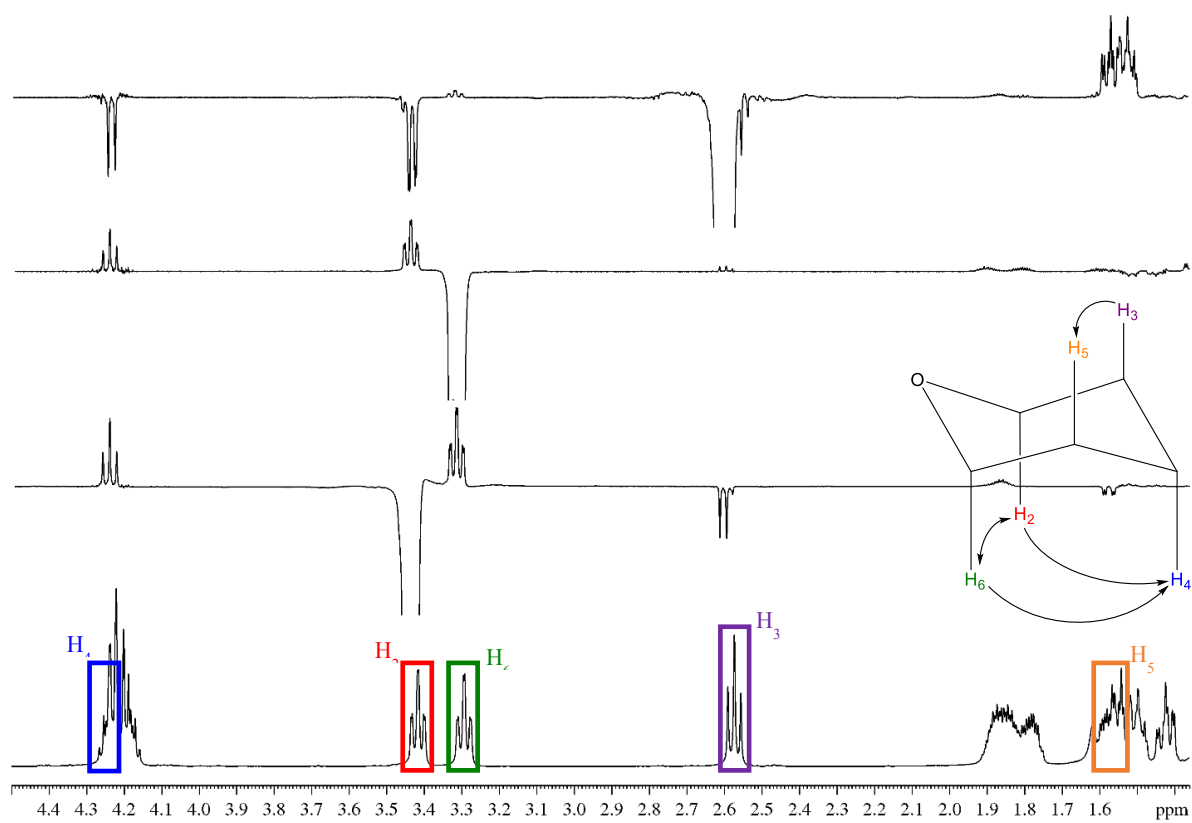 H₃
H₅
O
H₂
H₆
H₄
H₃
H
H
H
H₅
4.4 4.3 4.2 4.1 4.0 3.9 3.8 3.7 3.6 3.5 3.4 3.3 3.2 3.1 3.0 2.9 2.8 2.7 2.6 2.5 2.4 2.3 2.2 2.1 2.0 1.9 1.8 1.7 1.6 ppm